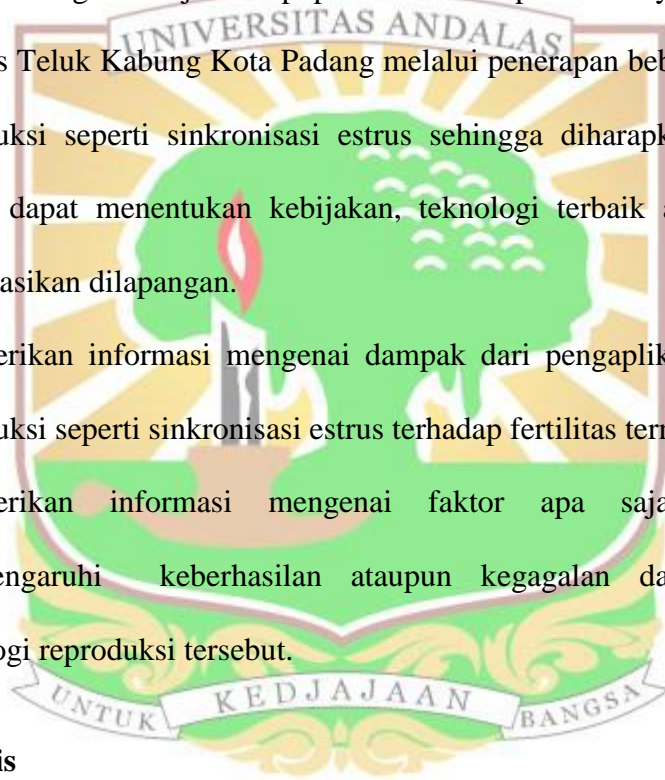 UNIVERSITAS ANDALAS
s Teluk Kabung Kota Padang melalui penerapan beb
uksi seperti sinkronisasi estrus sehingga diharapk
dapat menentukan kebijakan, teknologi terbaik a
asikan dilapangan.
erikan informasi mengenai dampak dari pengaplik
uksi seperti sinkronisasi estrus terhadap fertilitas tern
erikan informasi mengenai faktor apa saja
engaruhi keberhasilan ataupun kegagalan da
ogi reproduksi tersebut.
UNTUK KEDJAJAAN BANGSA
is